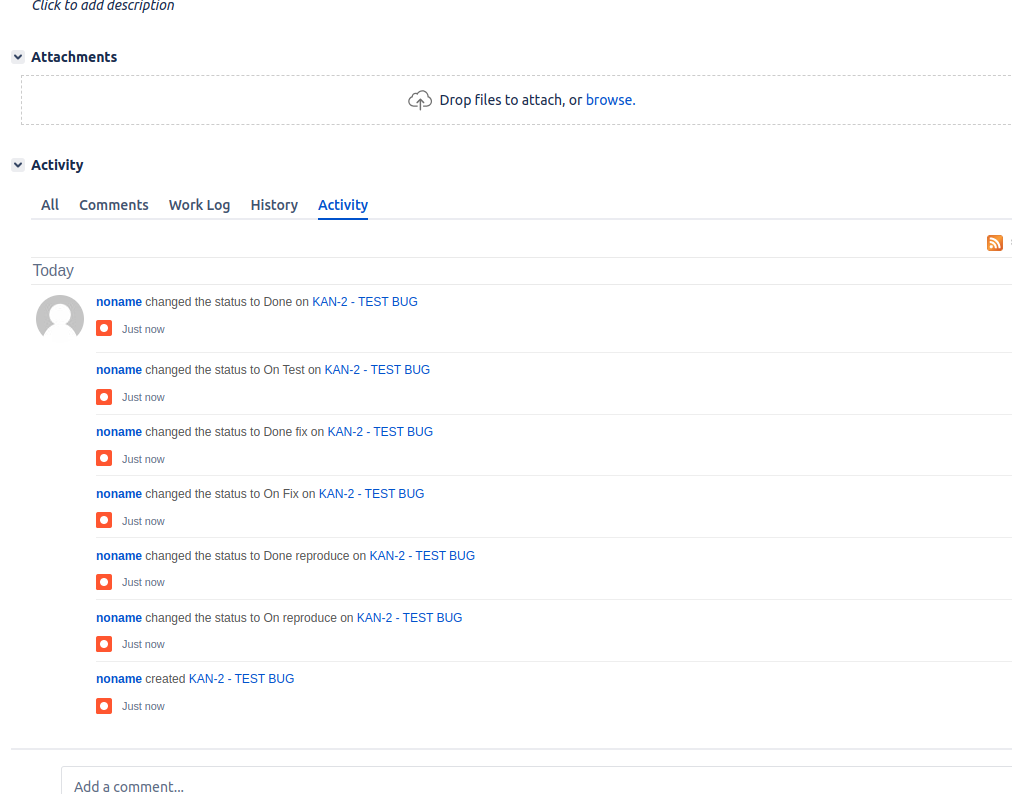 Click to add description
Attachments
Drop files to attach, or browse.
Activity
All Comments Work Log History Activity
Today
noname changed the status to Done on KAN-2 - TEST BUG
Just now
noname changed the status to On Test on KAN-2 - TEST BUG
Just now
noname changed the status to Done fix on KAN-2 - TEST BUG
Just now
noname changed the status to On Fix on KAN-2 - TEST BUG
Just now
noname changed the status to Done reproduce on KAN-2 - TEST BUG
Just now
noname changed the status to On reproduce on KAN-2 - TEST BUG
Just now
noname created KAN-2 - TEST BUG
Just now
Add a comment...